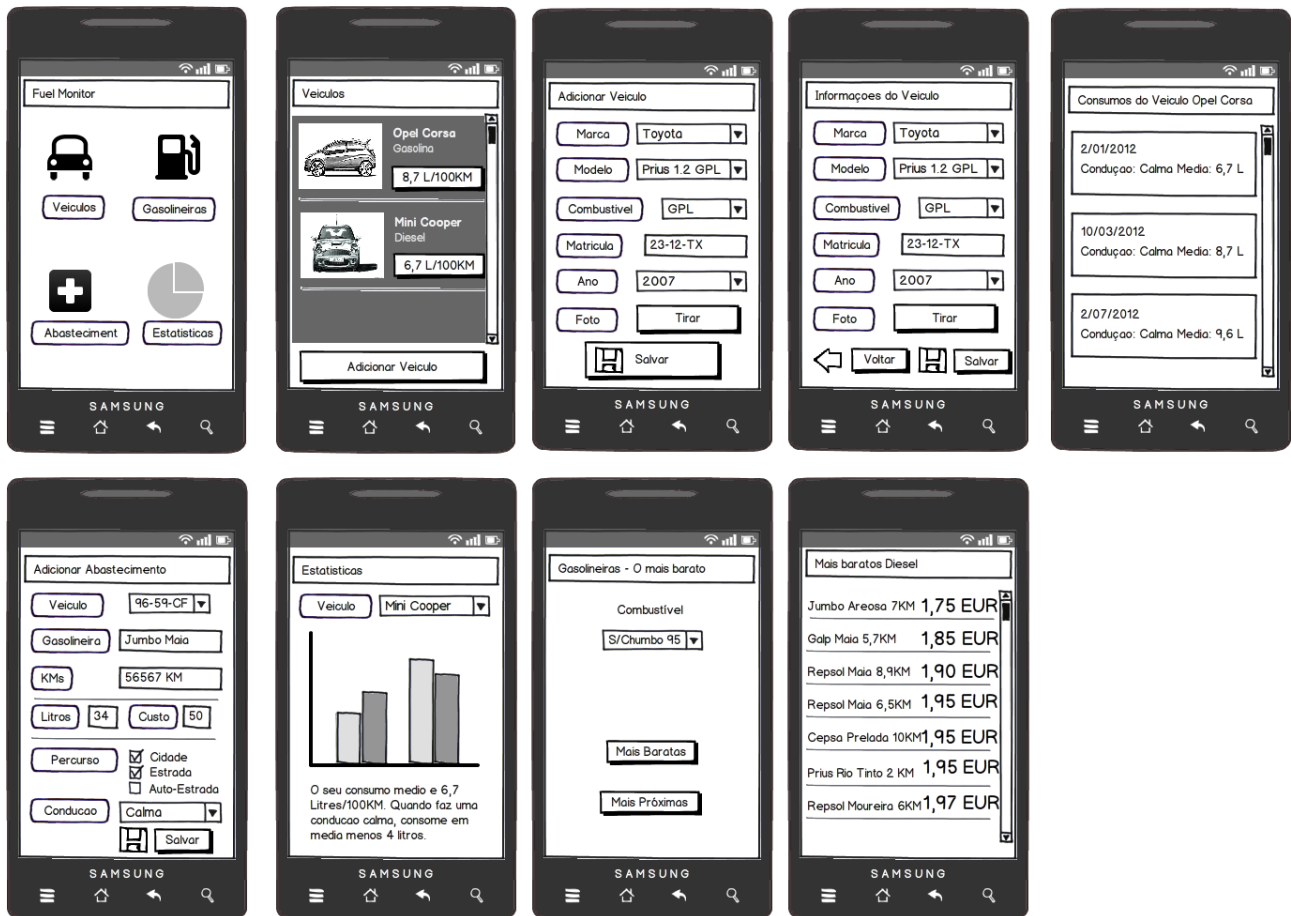 Fuel Monitor
Veiculos
Gasolineiras
Abasteciment
Estatisticas
SAMSUNG
Veiculos
Opel Corsa
Gasolina
8,7 L/100KM
Mini Cooper
Diesel
6,7 L/100KM
Adicionar Veiculo
SAMSUNG
Adicionar Veiculo
Marca Toyota
Modelo Prius 1.2 GPL
Combustivel GPL
Matricula 23-12-TX
Ano 2007
Foto Tirar
Salvar
SAMSUNG
Informaçoes do Veiculo
Marca Toyota
Modelo Prius 1.2 GPL
Combustivel GPL
Matricula 23-12-TX
Ano 2007
Foto Tirar
Voltar Salvar
SAMSUNG
Consumos do Veiculo Opel Corsa
2/01/2012
Conduçao: Calma Media: 6,7 L
10/03/2012
Conduçao: Calma Media: 8,7 L
2/07/2012
Conduçao: Calma Media: 9,6 L
SAMSUNG
Adicionar Abastecimento
Veiculo 96-59-CF
Gasolineira Jumbo Maia
KMs 56567 KM
Litros 34 Custo 50
Percurso Cidade
Estrada
Auto-Estrada
Conducao Calma
Salvar
SAMSUNG
Estatisticas
Veiculo Mini Cooper
O seu consumo medio e 6,7
Litres/100KM. Quando faz uma
conducao calma, consome em
media menos 4 litros.
SAMSUNG
Gasolineiras - O mais barato
Combustível
S/Chumbo 95
Mais Baratas
Mais Próximas
SAMSUNG
Mais baratos Diesel
Jumbo Areosa 7KM 1,75 EUR
Galp Maia 5,7KM 1,85 EUR
Repsol Maia 8,9KM 1,90 EUR
Repsol Maia 6,5KM 1,95 EUR
Cepsa Prelada 10KM 1,95 EUR
Prius Rio Tinto 2 KM 1,95 EUR
Repsol Moureira 6KM 1,97 EUR
SAMSUNG